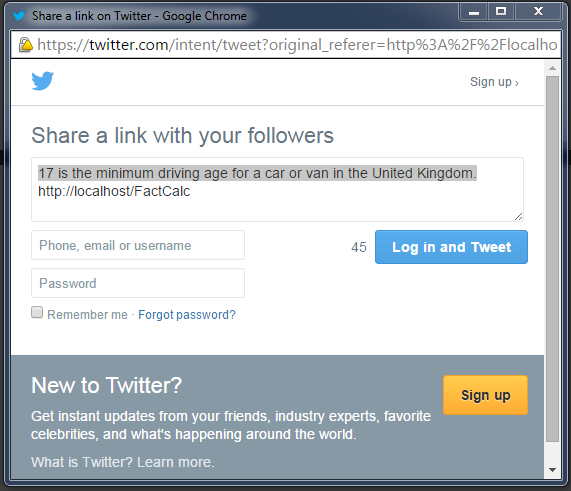 Share a link on Twitter - Google Chrome
https://twitter.com/intent/tweet?original_referer=http%3A%2F%2Flocalho
Sign up ›
Share a link with your followers
17 is the minimum driving age for a car or van in the United Kingdom.
http://localhost/FactCalc
Phone, email or username
45
Log in and Tweet
Password
Remember me · Forgot password?
New to Twitter?
Sign up
Get instant updates from your friends, industry experts, favorite
celebrities, and what's happening around the world.
What is Twitter? Learn more.